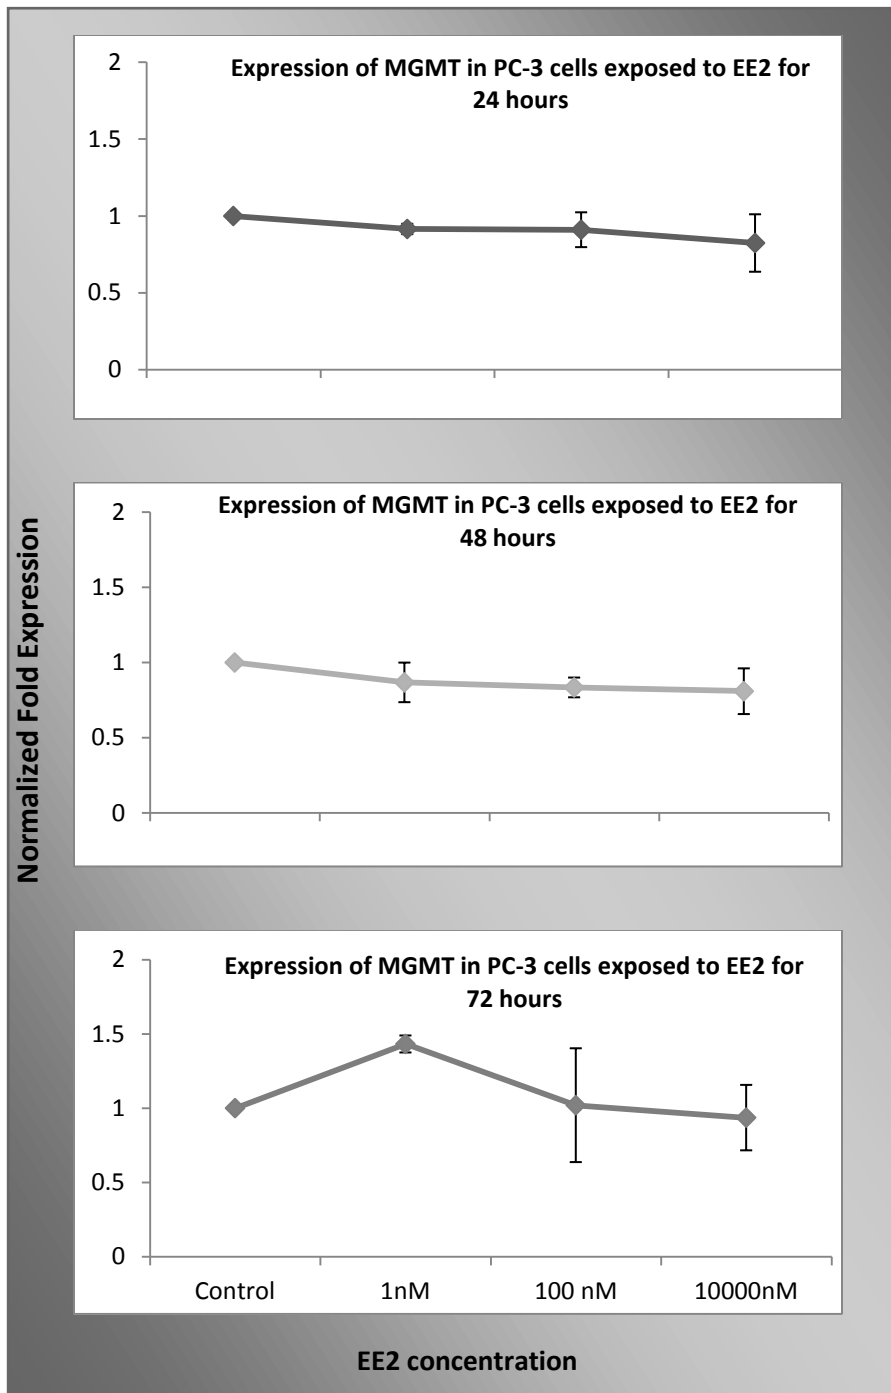 Expression of MGMT in PC-3 cells exposed to EE2 for
24 hours
2
1.5
1
0.5
0
Normalized Fold Expression
Expression of MGMT in PC-3 cells exposed to EE2 for
48 hours
2
1.5
1
0.5
0
Expression of MGMT in PC-3 cells exposed to EE2 for
72 hours
2
1.5
1
0.5
0
Control 1nM 100 nM 10000nM
EE2 concentration